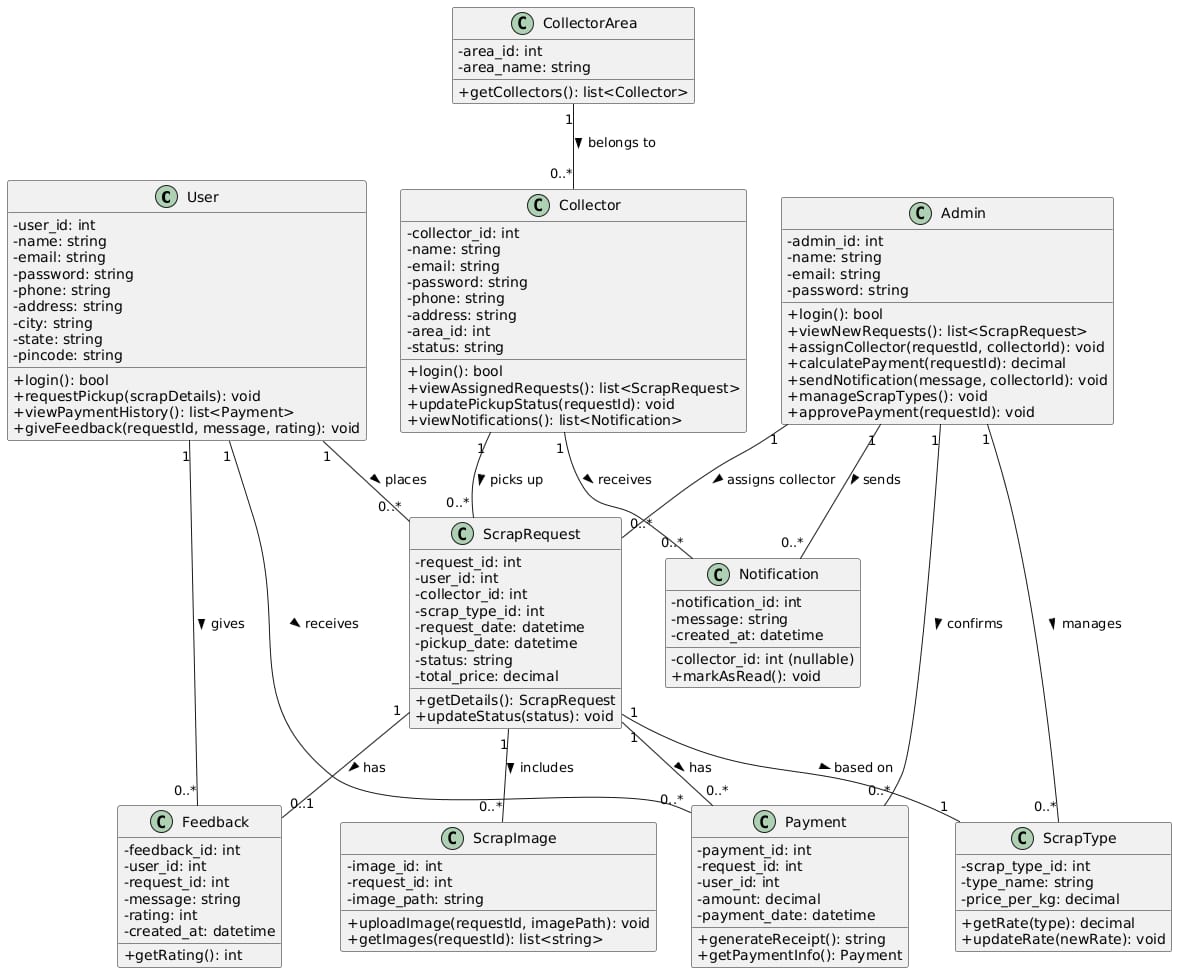 C CollectorArea
-area_id: int
-area_name: string
+getCollectors(): list<Collector>
1
belongs to
0..*
C User
-user_id: int
-name: string
-email: string
-password: string
-phone: string
-address: string
-city: string
-state: string
-pincode: string
+login(): bool
+requestPickup(scrapDetails): void
+viewPaymentHistory(): list<Payment>
+giveFeedback(requestId, message, rating): void
C Collector
-collector_id: int
-name: string
-email: string
-password: string
-phone: string
-address: string
-area_id: int
-status: string
+login(): bool
+viewAssignedRequests(): list<ScrapRequest>
+updatePickupStatus(requestId): void
+viewNotifications(): list<Notification>
C Admin
-admin_id: int
-name: string
-email: string
-password: string
+login(): bool
+viewNewRequests(): list<ScrapRequest>
+assignCollector(requestId, collectorId): void
+calculatePayment(requestId): decimal
+sendNotification(message, collectorId): void
+manageScrapTypes(): void
+approvePayment(requestId): void
1 1 1 1 1 1 1 1 1
places
picks up
receives
assigns collector
sends
0..* 0..* 0..* 0..* 0..*
C ScrapRequest
-request_id: int
-user_id: int
-collector_id: int
-scrap_type_id: int
-request_date: datetime
-pickup_date: datetime
-status: string
-total_price: decimal
+getDetails(): ScrapRequest
+updateStatus(status): void
C Notification
-notification_id: int
-message: string
-created_at: datetime
-collector_id: int (nullable)
+markAsRead(): void
gives
receives
confirms
manages
1 1 1 1
has
includes
has
based on
0..* 0..1 0..* 0..* 0..* 0..* 1 0..*
C Feedback
-feedback_id: int
-user_id: int
-request_id: int
-message: string
-rating: int
-created_at: datetime
+getRating(): int
C ScrapImage
-image_id: int
-request_id: int
-image_path: string
+uploadImage(requestId, imagePath): void
+getImages(requestId): list<string>
C Payment
-payment_id: int
-request_id: int
-user_id: int
-amount: decimal
-payment_date: datetime
+generateReceipt(): string
+getPaymentInfo(): Payment
C ScrapType
-scrap_type_id: int
-type_name: string
-price_per_kg: decimal
+getRate(type): decimal
+updateRate(newRate): void